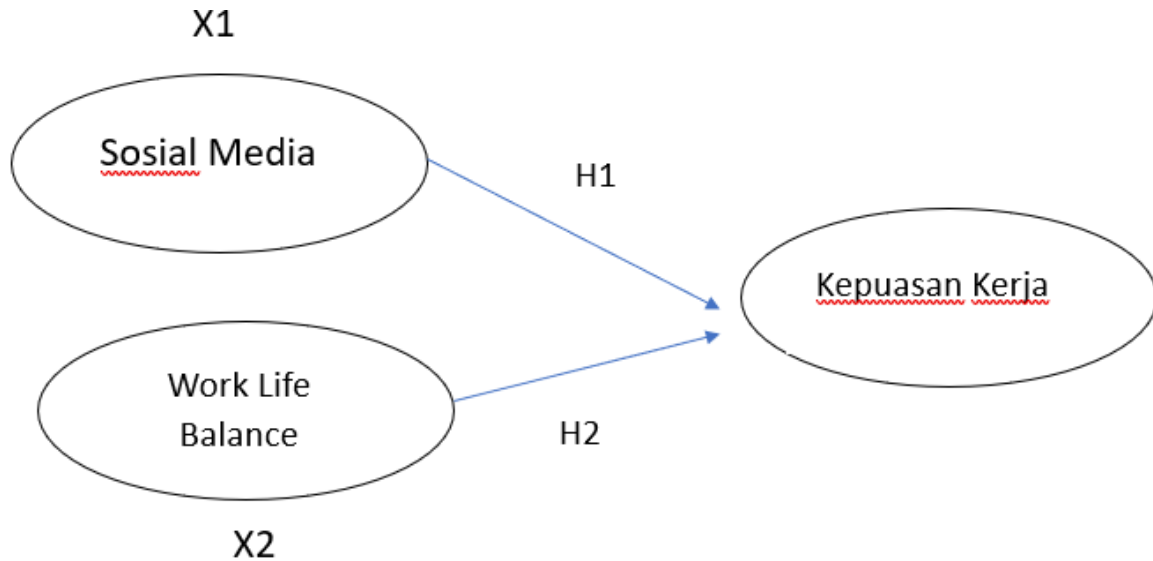 X1
Sosial Media
H1
Kepuasan Kerja
Work Life
Balance
H2
X2